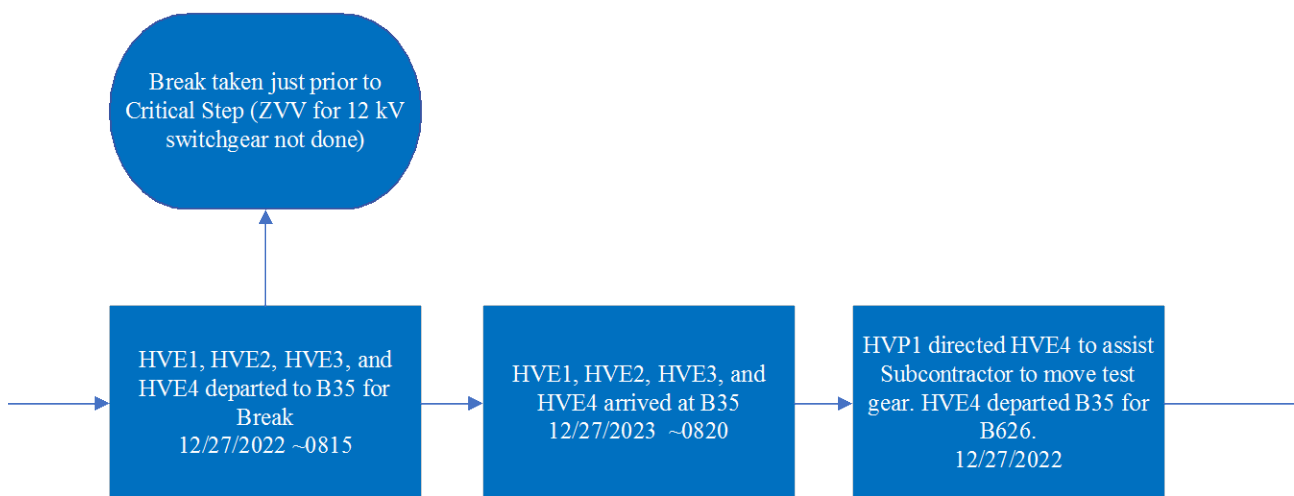 Break taken just prior to
Critical Step (ZVV for 12 kV
switchgear not done)
HVE1, HVE2, HVE3, and
HVE4 departed to B35 for
Break
12/27/2022 ~0815
HVE1, HVE2, HVE3, and
HVE4 arrived at B35
12/27/2023 ~0820
HVP1 directed HVE4 to assist
Subcontractor to move test
gear. HVE4 departed B35 for
B626.
12/27/2022